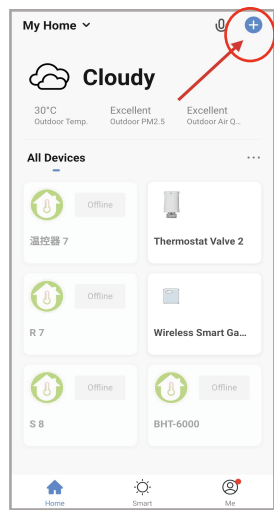 My Home
Cloudy
30°C Excellent Excellent
Outdoor Temp. Outdoor PM2.5 Outdoor Air Q...
All Devices
Offline
温控器 7 Thermostat Valve 2
Offline
R 7 Wireless Smart Ga...
Offline Offline
S 8 BHT-6000
Home Smart Me